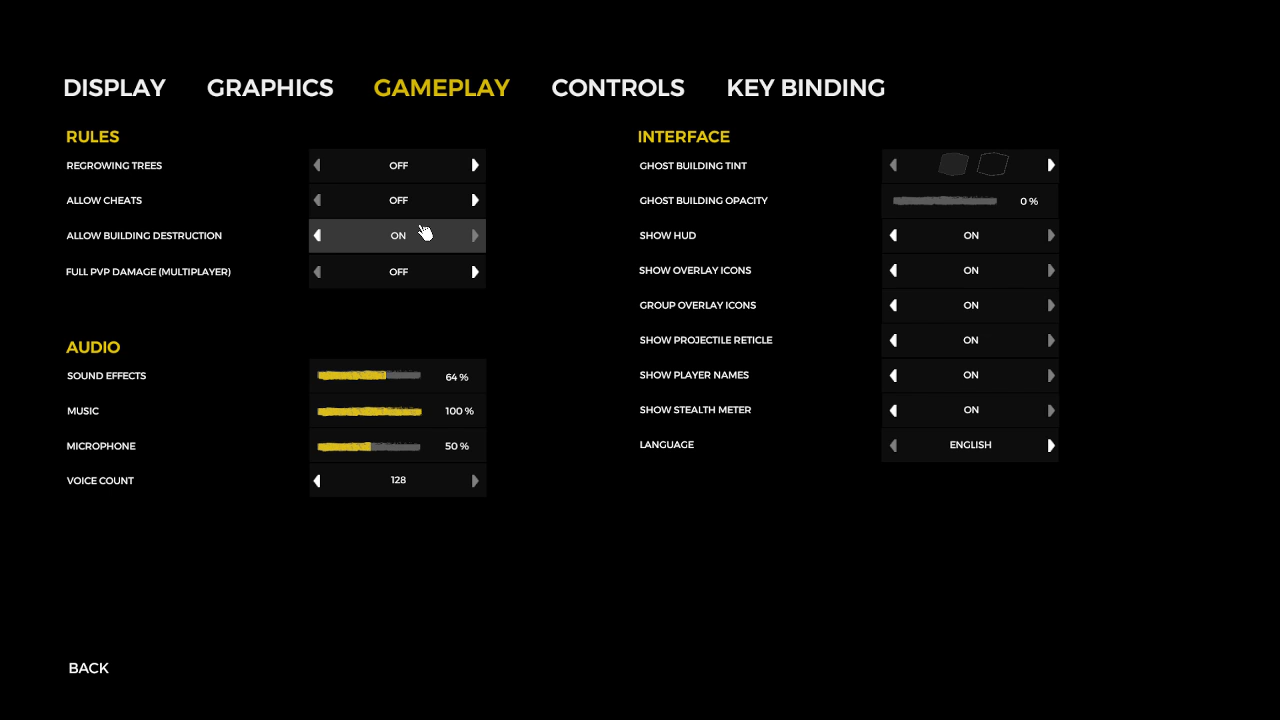 DISPLAY GRAPHICS GAMEPLAY CONTROLS KEY BINDING
RULES
REGROWING TREES OFF
ALLOW CHEATS OFF
ALLOW BUILDING DESTRUCTION ON
FULL PVP DAMAGE (MULTIPLAYER) OFF
AUDIO
SOUND EFFECTS 64 %
MUSIC 100 %
MICROPHONE 50 %
VOICE COUNT 128
INTERFACE
GHOST BUILDING TINT
GHOST BUILDING OPACITY 0 %
SHOW HUD ON
SHOW OVERLAY ICONS ON
GROUP OVERLAY ICONS ON
SHOW PROJECTILE RETICLE ON
SHOW PLAYER NAMES ON
SHOW STEALTH METER ON
LANGUAGE ENGLISH
BACK